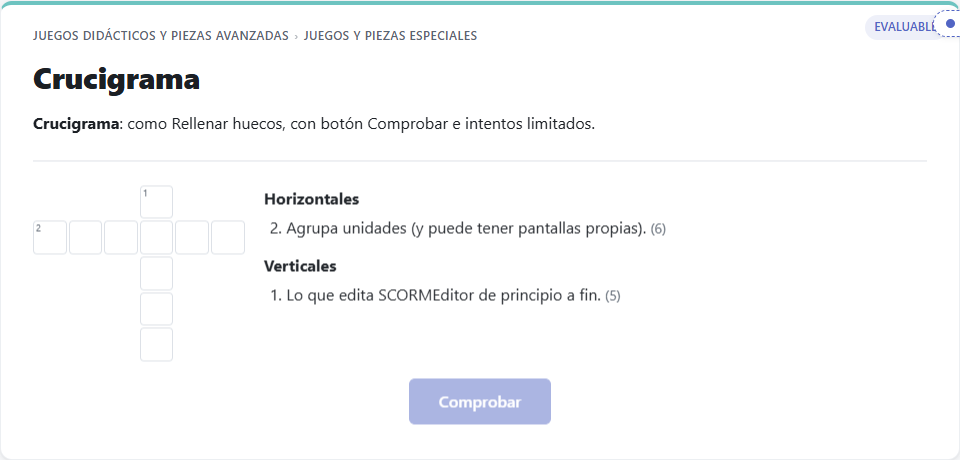 JUEGOS DIDÁCTICOS Y PIEZAS AVANZADAS › JUEGOS Y PIEZAS ESPECIALES
EVALUABLE
Crucigrama
Crucigrama: como Rellenar huecos, con botón Comprobar e intentos limitados.
1
2
Horizontales
2. Agrupa unidades (y puede tener pantallas propias). (6)
Verticales
1. Lo que edita SCORMEditor de principio a fin. (5)
Comprobar